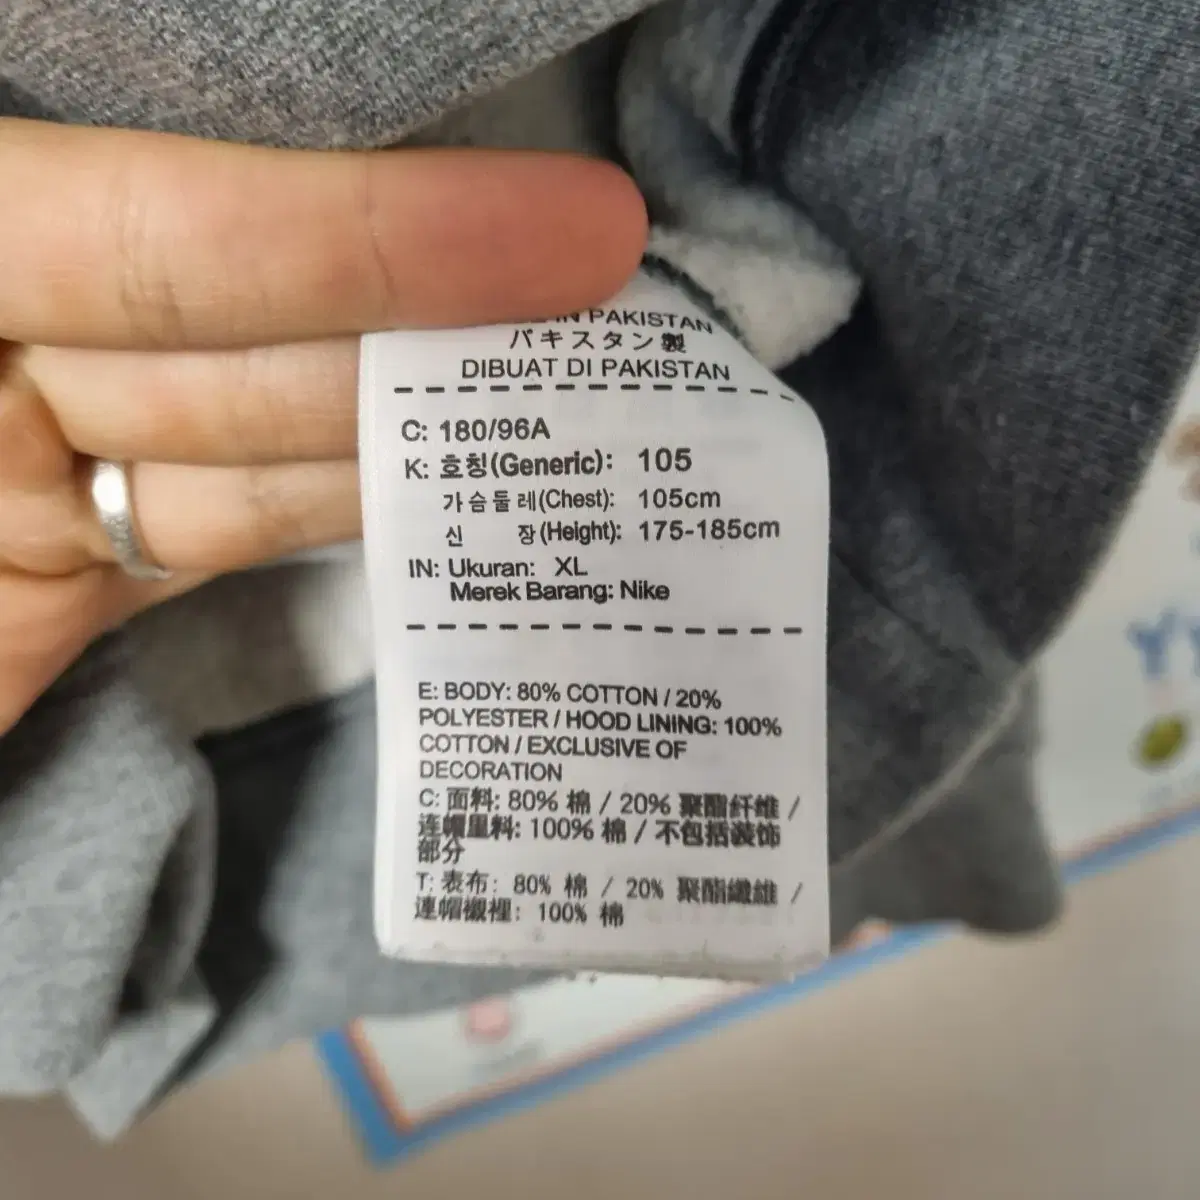 IN PAKISTAN
パキスタン製
DIBUAT DI PAKISTAN
C: 180/96A
K: 호칭(Generic): 105
가슴둘레(Chest): 105cm
신 장(Height): 175-185cm
IN: Ukuran: XL
Merek Barang: Nike
E: BODY: 80% COTTON / 20%
POLYESTER / HOOD LINING: 100%
COTTON / EXCLUSIVE OF
DECORATION
C: 面料: 80% 棉 / 20% 聚酯纤维 /
连帽里料: 100% 棉 / 不包括装饰
部分
T: 表布: 80% 棉 / 20% 聚酯纖維 /
連帽襯裡: 100% 棉